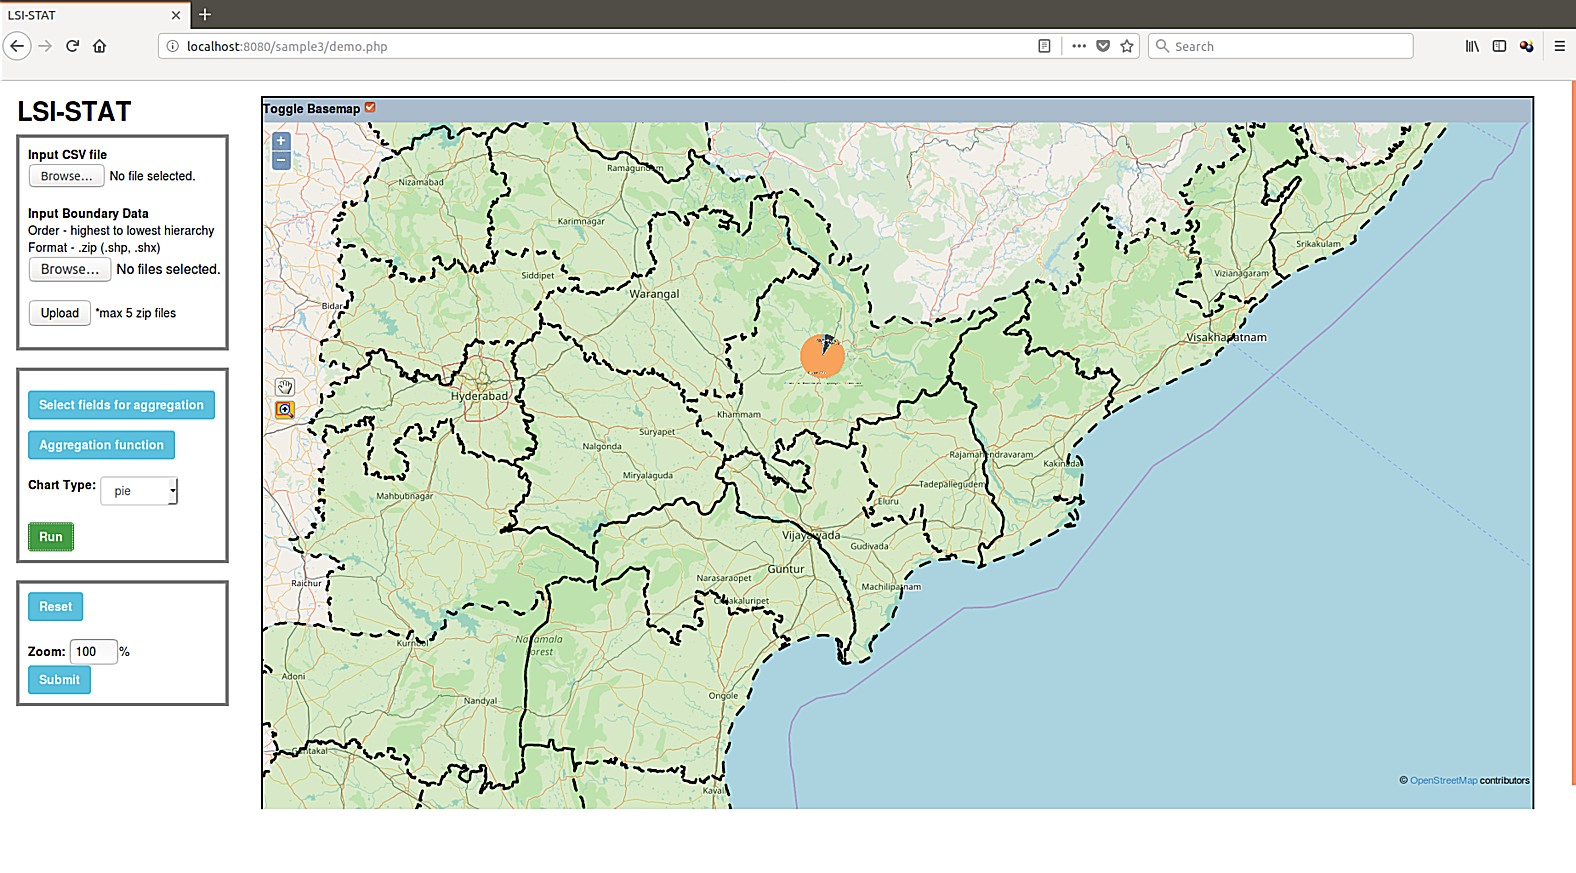 LSI-STAT
localhost:8080/sample3/demo.php
Search
LSI-STAT
Input CSV file
Browse... No file selected.
Input Boundary Data
Order - highest to lowest hierarchy
Format - .zip (.shp, .shx)
Browse... No files selected.
Upload *max 5 zip files
Select fields for aggregation
Aggregation function
Chart Type: pie
Run
Reset
Zoom: 100 %
Submit
Toggle Basemap
+
−
Ramagundam
Nizamabad
Karimnagar
Srikakulam
Siddipet
Vizianagaram
Warangal
Bidar
Visakhapatnam
Hyderabad
Khammam
Suryapet
Nalgonda
Rajamahendravaram
Kakinada
Miryalaguda
Tadepalligudem
Mahbubnagar
Eluru
Vijayawada
Gudivada
Guntur
Narasaraopet
Raichur
Machilipatnam
Chilakaluripet
Kurnool
Nallamala
Forest
Adoni
Ongole
Nandyal
Guntakal
Kavali
© OpenStreetMap contributors